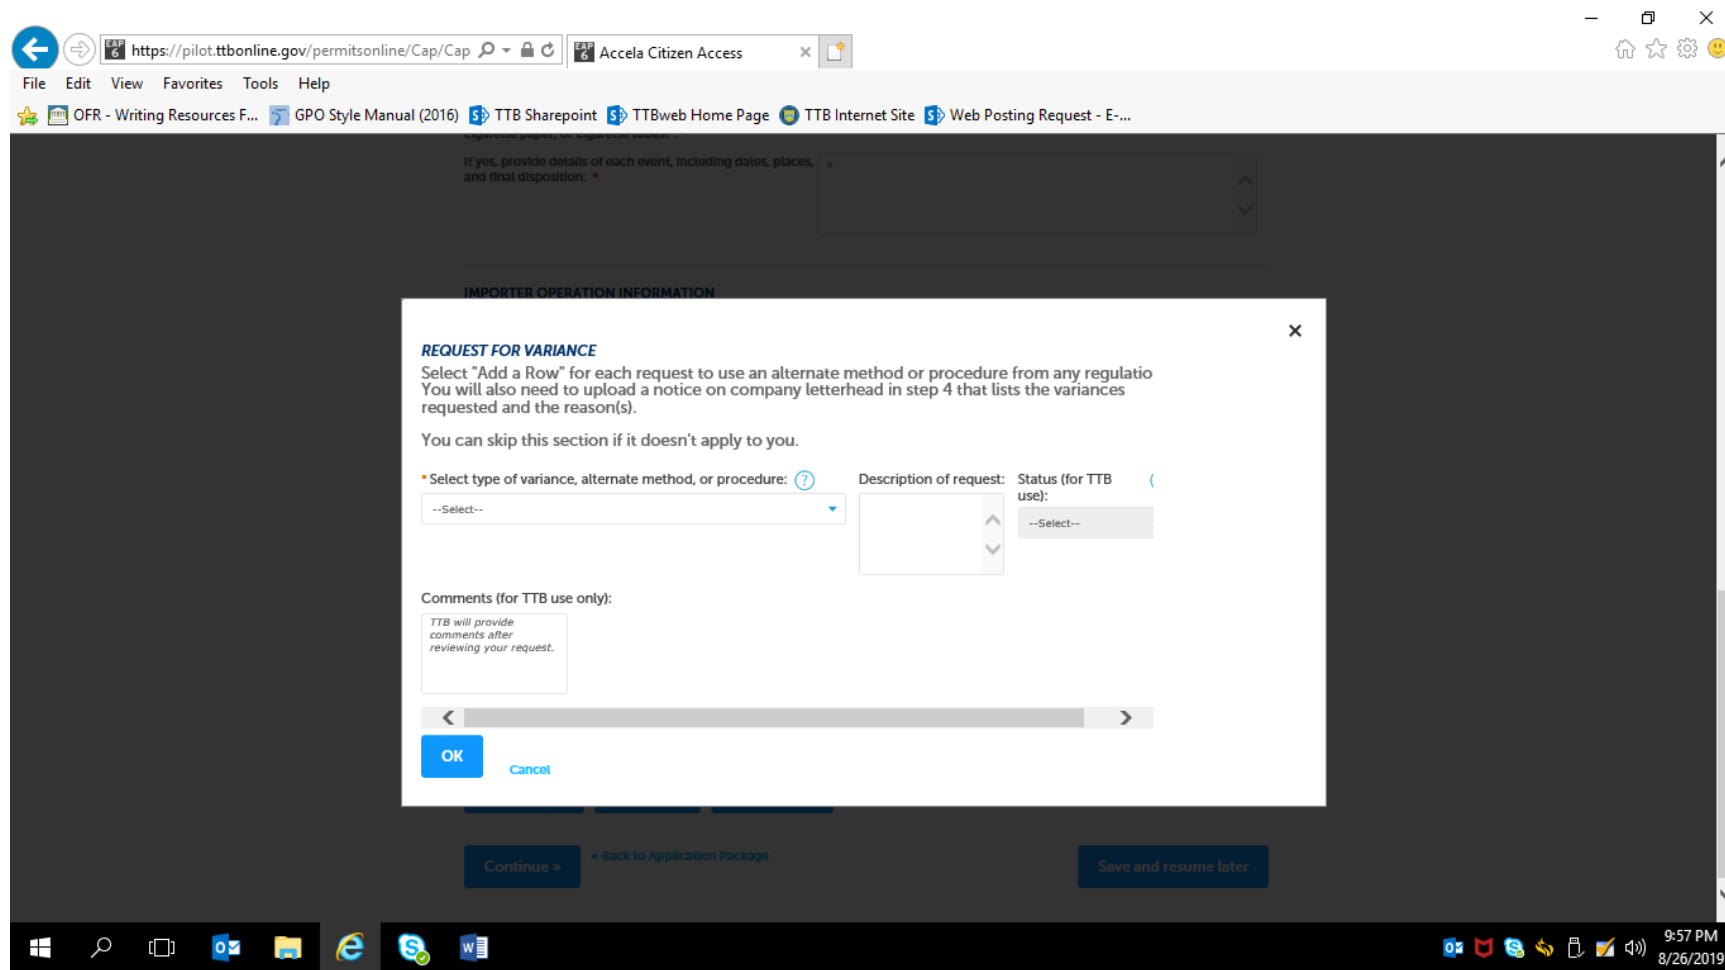 https://pilot.ttbonline.gov/permitsonline/Cap/Cap
Accela Citizen Access
File Edit View Favorites Tools Help
OFR - Writing Resources F... GPO Style Manual (2016) TTB Sharepoint TTBweb Home Page TTB Internet Site Web Posting Request - E-...
cigarette paper, or cigarette tubes? :
If yes, provide details of each event, including dates, places,
and final disposition: *
x
IMPORTER OPERATION INFORMATION
REQUEST FOR VARIANCE
Select "Add a Row" for each request to use an alternate method or procedure from any regulatio
You will also need to upload a notice on company letterhead in step 4 that lists the variances
requested and the reason(s).
You can skip this section if it doesn't apply to you.
* Select type of variance, alternate method, or procedure: ?
--Select--
Description of request:
Status (for TTB
use):
--Select--
Comments (for TTB use only):
TTB will provide
comments after
reviewing your request.
OK
Cancel
Continue »
« Back to Application Package
Save and resume later
9:57 PM
8/26/2019